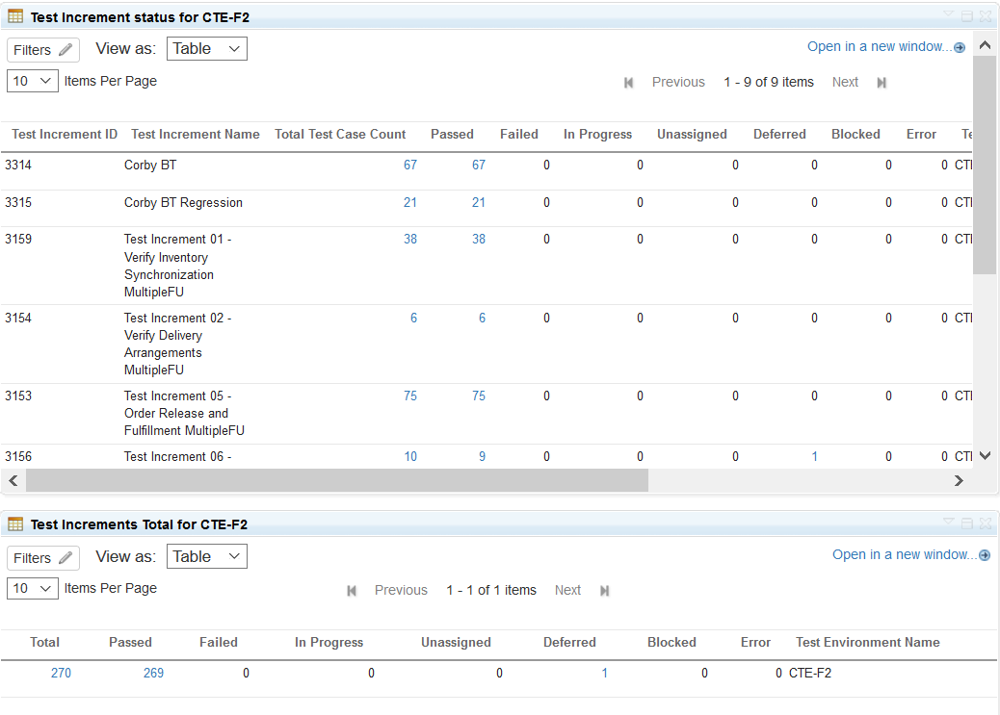 Test Increment status for CTE-F2
Filters View as: Table Open in a new window...
10 Items Per Page Previous 1 - 9 of 9 items Next
Test Increment ID Test Increment Name Total Test Case Count Passed Failed In Progress Unassigned Deferred Blocked Error Te
3314 Corby BT 67 67 0 0 0 0 0 0 CTE
3315 Corby BT Regression 21 21 0 0 0 0 0 0 CTE
3159 Test Increment 01 - 38 38 0 0 0 0 0 0 CTE
Verify Inventory
Synchronization
MultipleFU
3154 Test Increment 02 - 6 6 0 0 0 0 0 0 CTE
Verify Delivery
Arrangements
MultipleFU
3153 Test Increment 05 - 75 75 0 0 0 0 0 0 CTE
Order Release and
Fulfillment MultipleFU
3156 Test Increment 06 - 10 9 0 0 0 1 0 0 CTE
Test Increments Total for CTE-F2
Filters View as: Table Open in a new window...
10 Items Per Page Previous 1 - 1 of 1 items Next
Total Passed Failed In Progress Unassigned Deferred Blocked Error Test Environment Name
270 269 0 0 0 1 0 0 CTE-F2